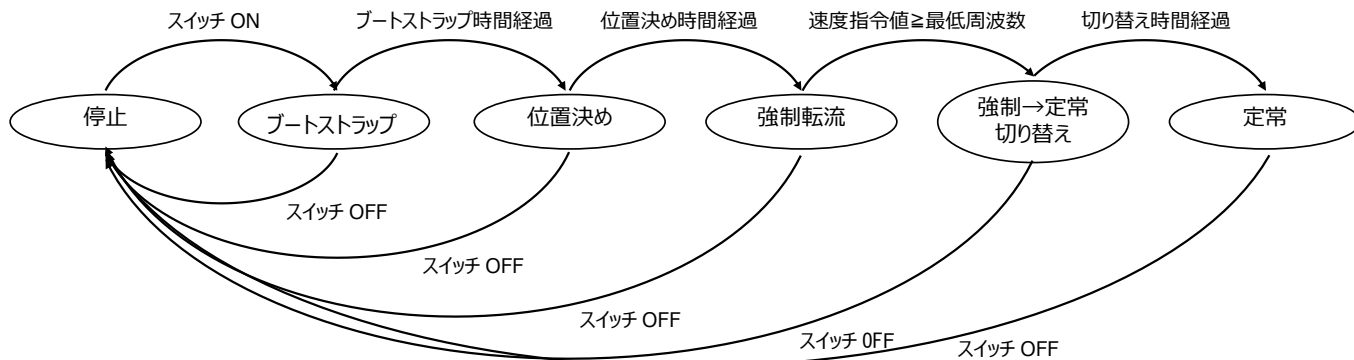 スイッチ ON
ブートストラップ時間経過
位置決め時間経過
速度指令値≧最低周波数
切り替え時間経過
停止
ブートストラップ
位置決め
強制転流
強制→定常
切り替え
定常
スイッチ OFF
スイッチ OFF
スイッチ OFF
スイッチ 0FF
スイッチ OFF